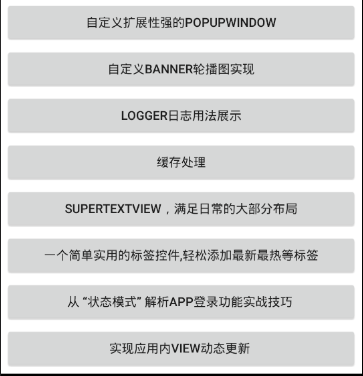 自定义扩展性强的POPUPWINDOW
自定义BANNER轮播图实现
LOGGER日志用法展示
缓存处理
SUPERTEXTVIEW，满足日常的大部分布局
一个简单实用的标签控件,轻松添加最新最热等标签
从 “状态模式” 解析APP登录功能实战技巧
实现应用内VIEW动态更新